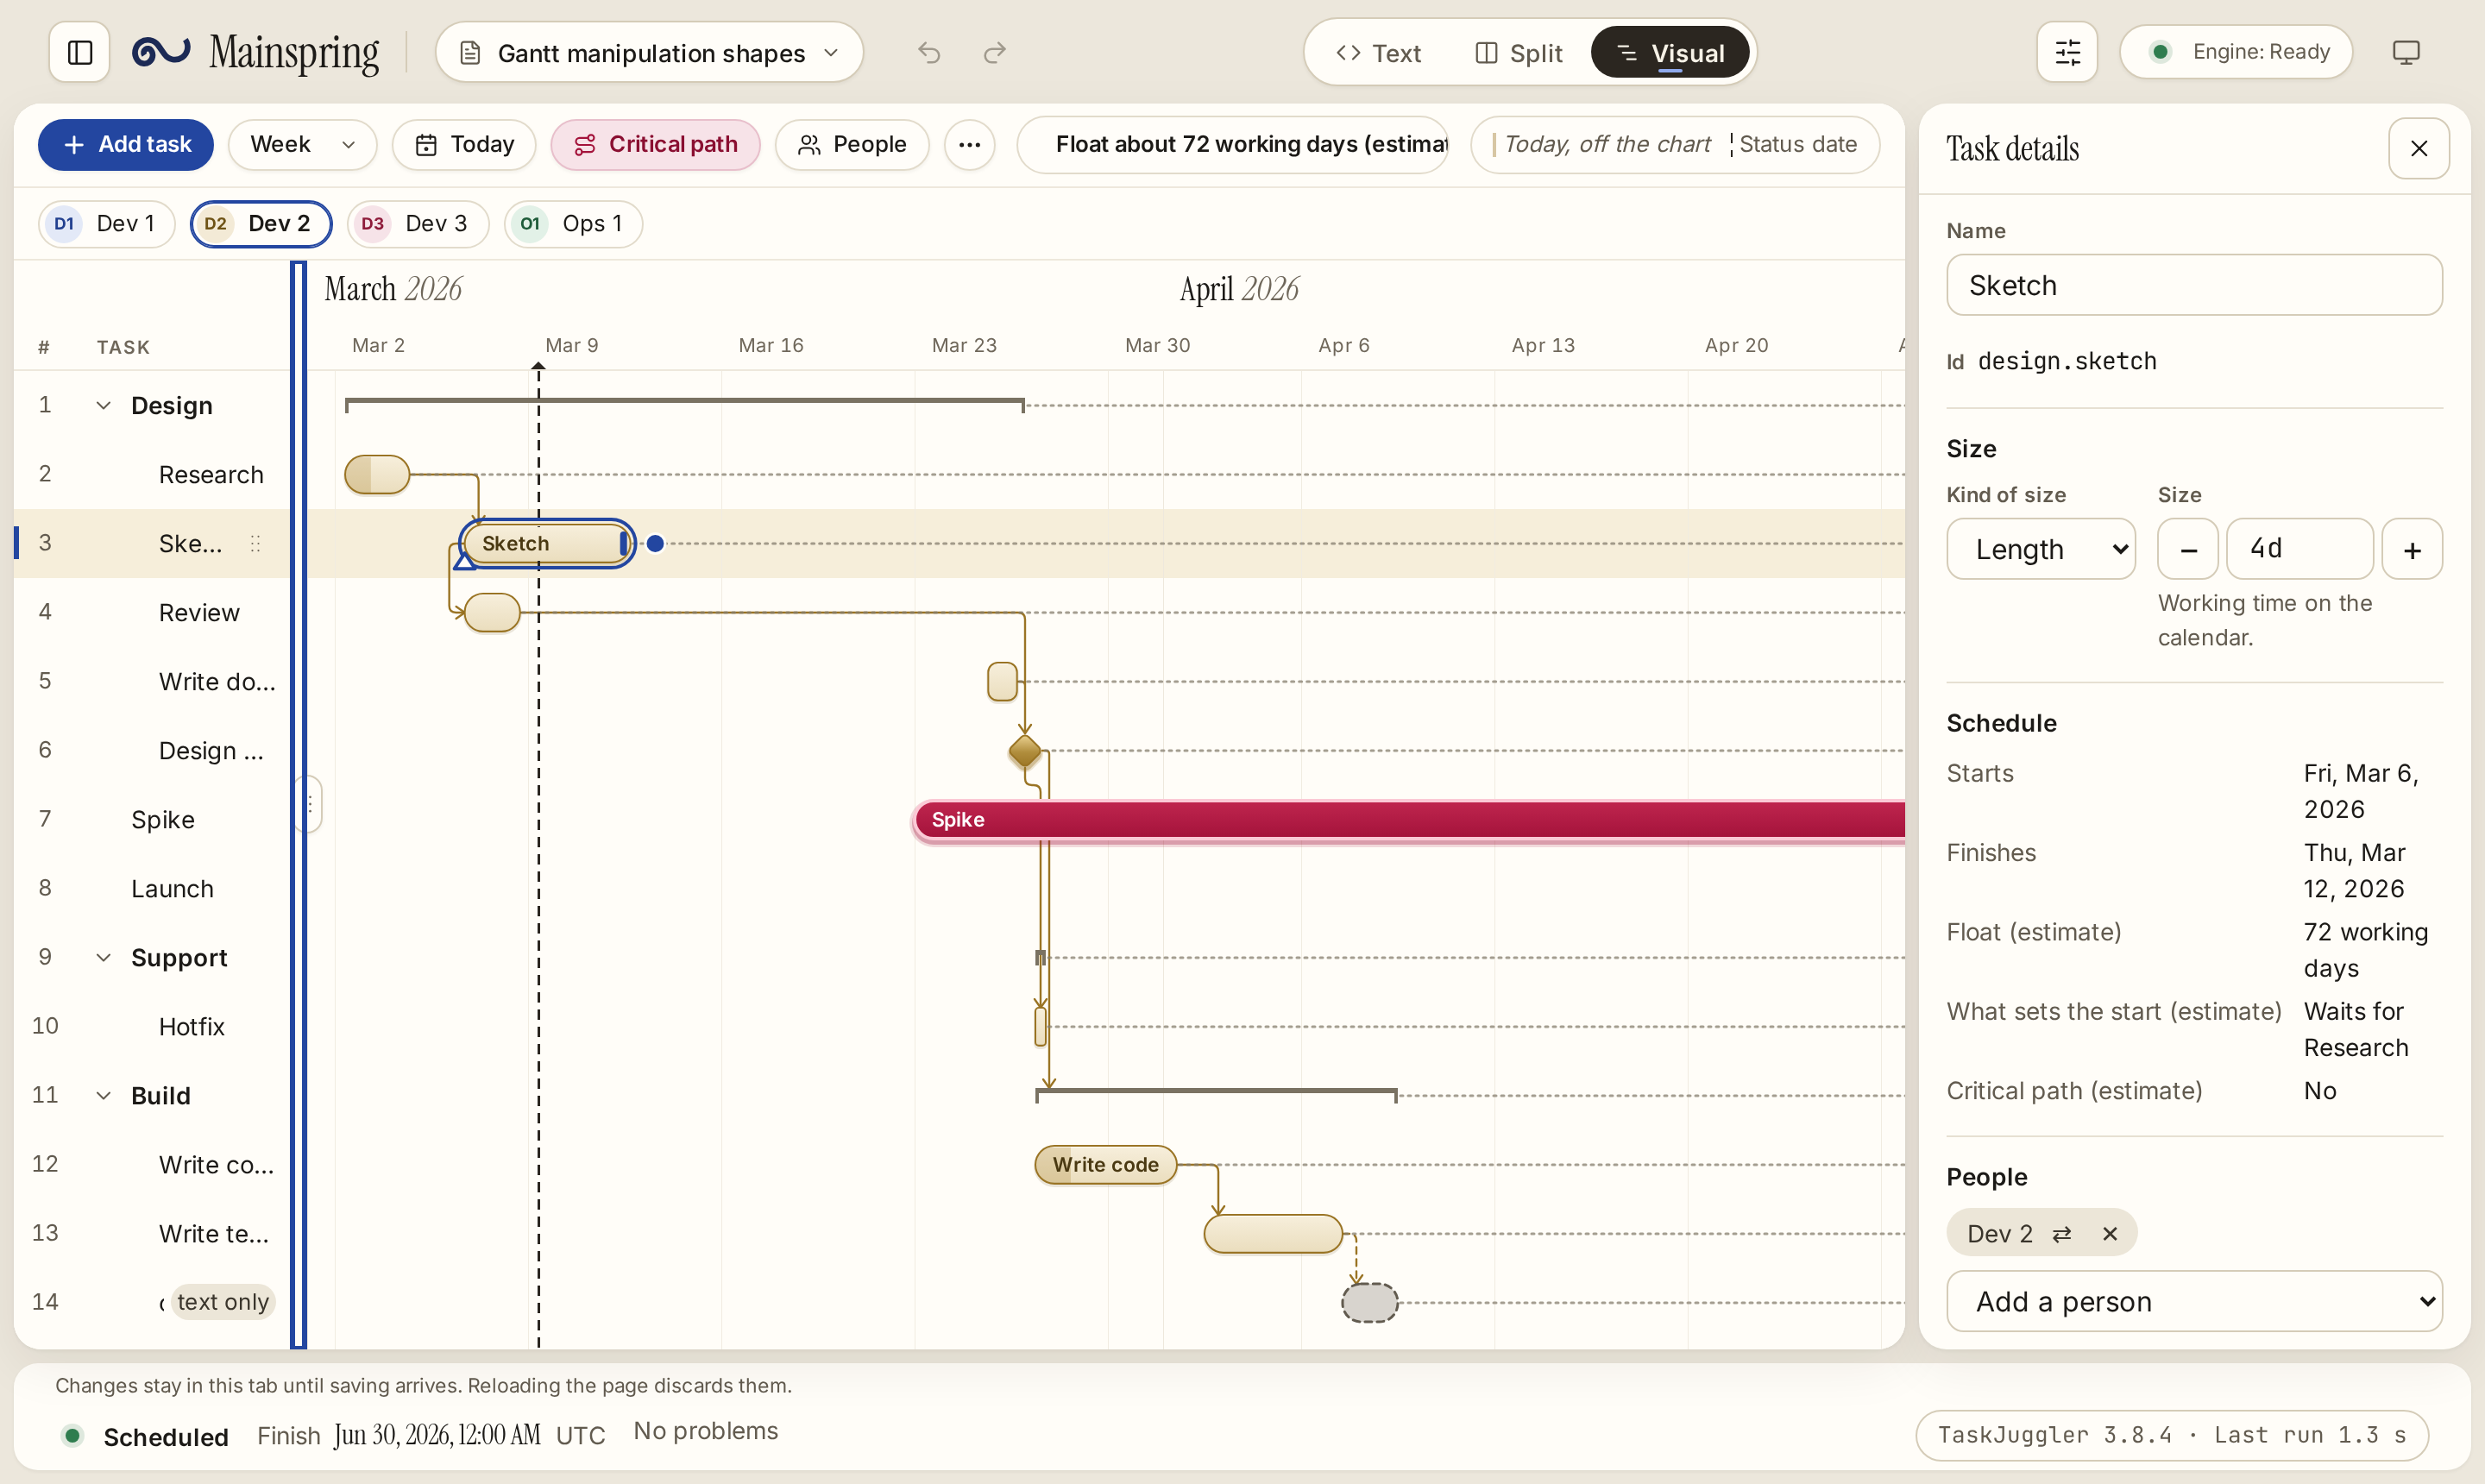 Mainspring
Gantt manipulation shapes
Text
Split
Visual
Engine: Ready
Add task
Week
Today
Critical path
People
Float about 72 working days (estimat
Today, off the chart
Status date
D1 Dev 1
D2 Dev 2
D3 Dev 3
O1 Ops 1
March 2026
April 2026
# TASK
Mar 2
Mar 9
Mar 16
Mar 23
Mar 30
Apr 6
Apr 13
Apr 20
1 Design
2 Research
3 Ske...
Sketch
4 Review
5 Write do...
6 Design ...
7 Spike
Spike
8 Launch
9 Support
10 Hotfix
11 Build
12 Write co...
Write code
13 Write te...
14 text only
Task details
Name
Sketch
Id design.sketch
Size
Kind of size
Size
Length
− 4d +
Working time on the
calendar.
Schedule
Starts
Fri, Mar 6,
2026
Finishes
Thu, Mar
12, 2026
Float (estimate)
72 working
days
What sets the start (estimate)
Waits for
Research
Critical path (estimate)
No
People
Dev 2
Add a person
Changes stay in this tab until saving arrives. Reloading the page discards them.
Scheduled
Finish Jun 30, 2026, 12:00 AM UTC
No problems
TaskJuggler 3.8.4 · Last run 1.3 s